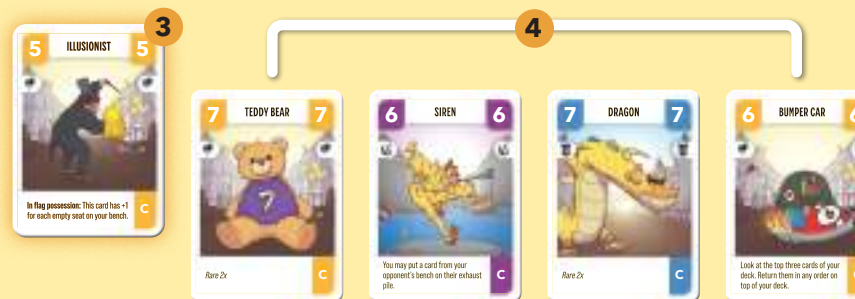 3
4
5 ILLUSIONIST 5
In flag possession: This card has +1
for each empty seat on your bench.
C
7 TEDDY BEAR 7
7
Rare 2x
C
6 SIREN 6
You may put a card from your
opponent's bench on their exhaust
pile.
C
7 DRAGON 7
Rare 2x
C
6 BUMPER CAR 6
Look at the top three cards of your
deck. Return them in any order on
top of your deck.